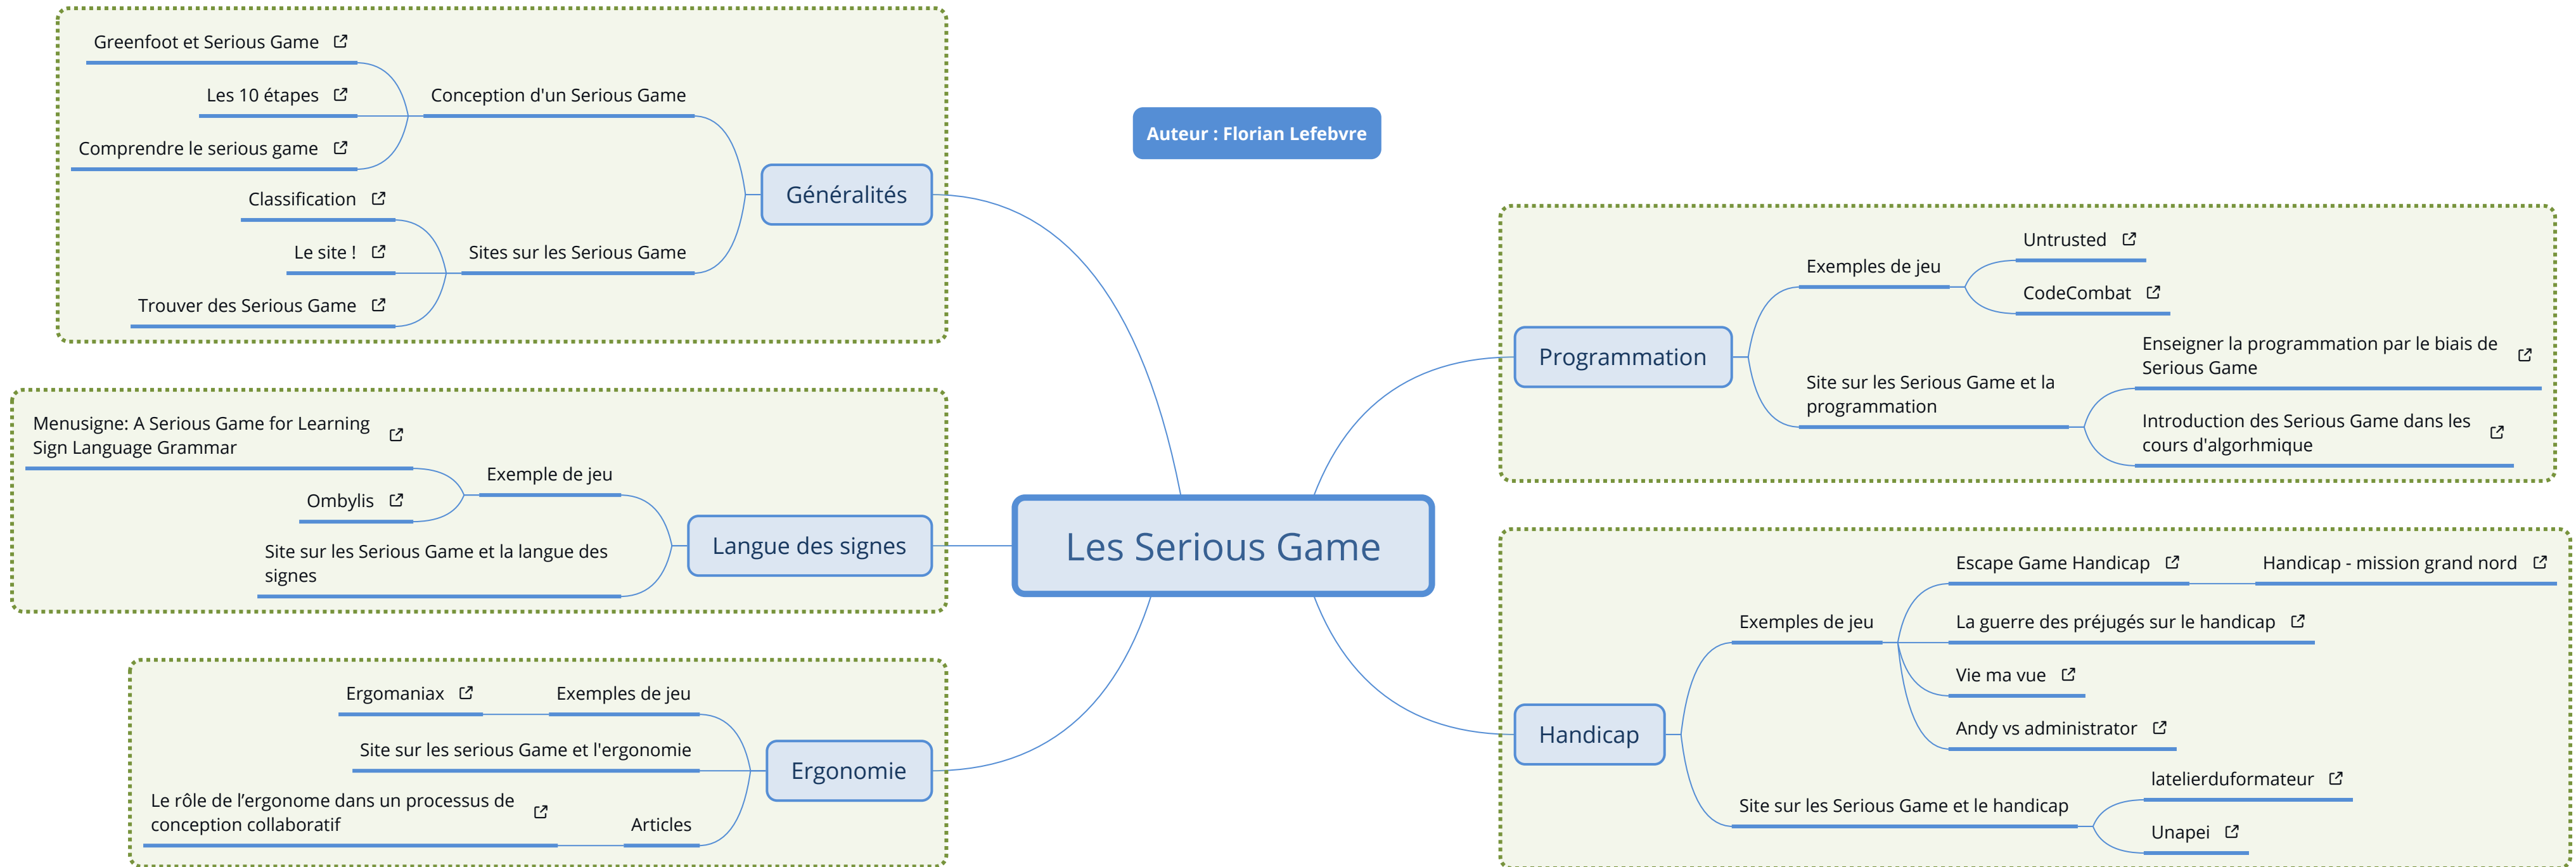 Auteur : Florian Lefebvre
Les Serious Game
Généralités
Conception d'un Serious Game
Greenfoot et Serious Game
Les 10 étapes
Comprendre le serious game
Sites sur les Serious Game
Classification
Le site !
Trouver des Serious Game
Langue des signes
Exemple de jeu
Menusigne: A Serious Game for Learning
Sign Language Grammar
Ombylis
Site sur les Serious Game et la langue des
signes
Ergonomie
Exemples de jeu
Ergomaniax
Site sur les serious Game et l'ergonomie
Articles
Le rôle de l’ergonome dans un processus de
conception collaboratif
Programmation
Exemples de jeu
Untrusted
CodeCombat
Site sur les Serious Game et la
programmation
Enseigner la programmation par le biais de
Serious Game
Introduction des Serious Game dans les
cours d'algorhmique
Handicap
Exemples de jeu
Escape Game Handicap
Handicap - mission grand nord
La guerre des préjugés sur le handicap
Vie ma vue
Andy vs administrator
Site sur les Serious Game et le handicap
latelierduformateur
Unapei